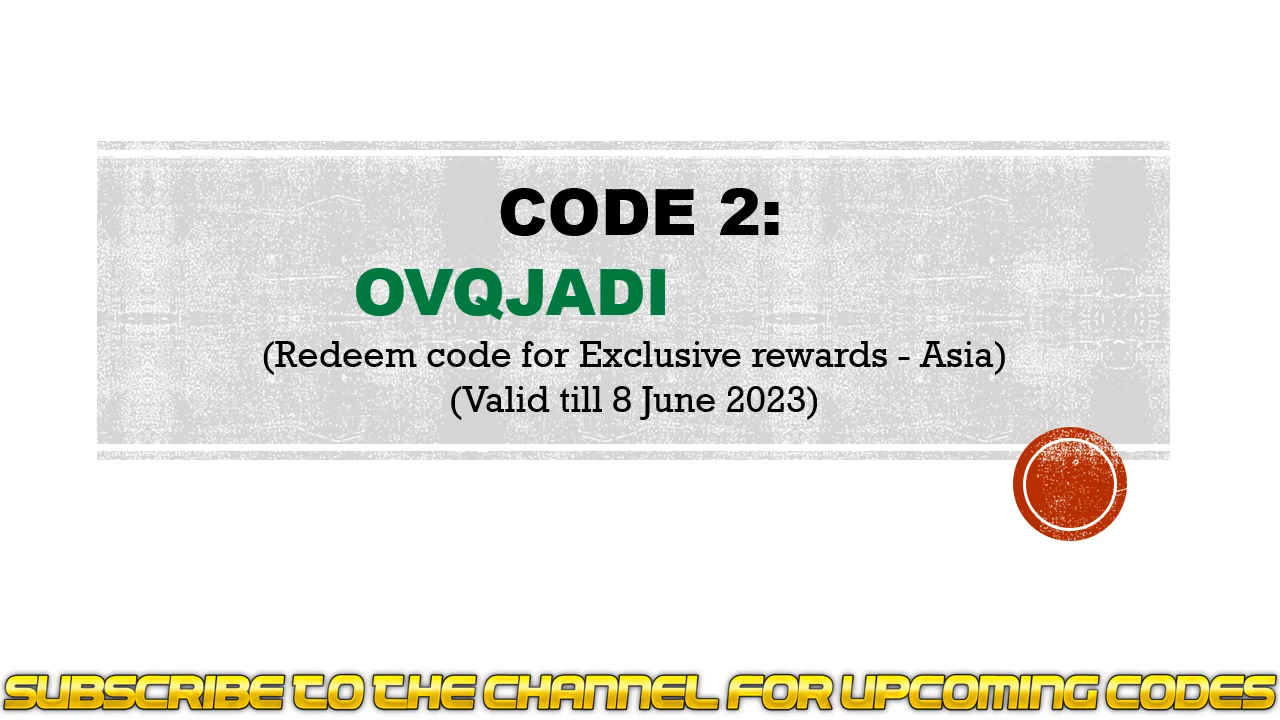 CODE 2:
OVQJADI
(Redeem code for Exclusive rewards - Asia)
(Valid till 8 June 2023)
SUBSCRIBE TO THE CHANNEL FOR UPCOMING CODES